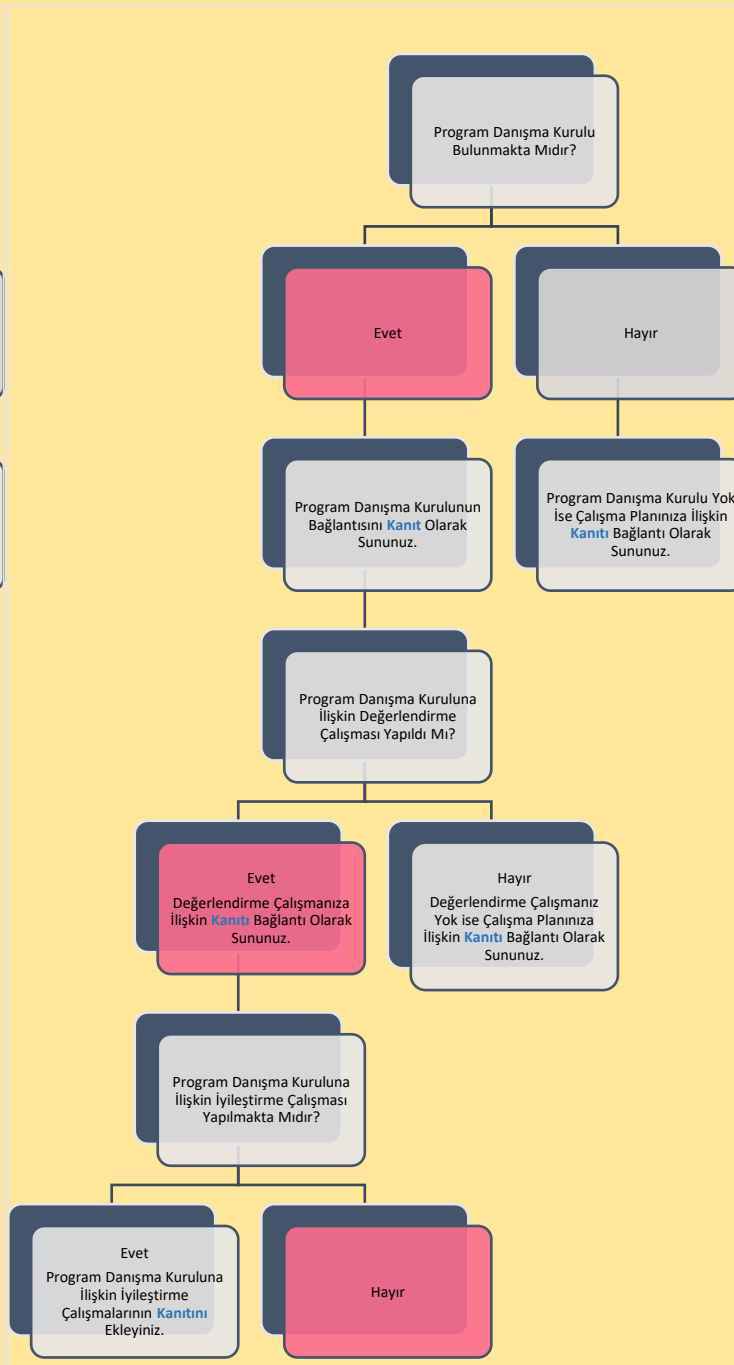 Program Danışma Kurulu
Bulunmakta Mıdır?
Evet
Hayır
Program Danışma Kurulunun
Bağlantısını Kanıt Olarak
Sununuz.
Program Danışma Kurulu Yok
İse Çalışma Planınıza İlişkin
Kanıtı Bağlantı Olarak
Sununuz.
Program Danışma Kuruluna
İlişkin Değerlendirme
Çalışması Yapıldı Mı?
Evet
Değerlendirme Çalışmanıza
İlişkin Kanıtı Bağlantı Olarak
Sununuz.
Hayır
Değerlendirme Çalışmanız
Yok ise Çalışma Planınıza
İlişkin Kanıtı Bağlantı Olarak
Sununuz.
Program Danışma Kuruluna
İlişkin İyileştirme Çalışması
Yapılmakta Mıdır?
Evet
Program Danışma Kuruluna
İlişkin İyileştirme
Çalışmalarının Kanıtını
Ekleyiniz.
Hayır